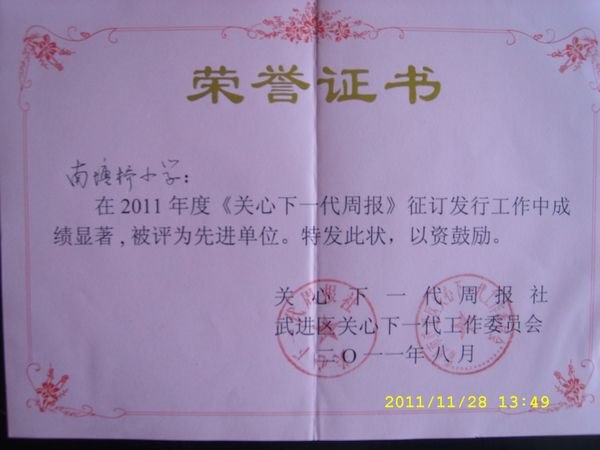 荣誉证书
南塘桥小学：
在2011年度《关心下一代周报》征订发行工作中成
绩显著，被评为先进单位。特发此状，以资鼓励。
关心下一代周报社
武进区关心下一代工作委员会
二〇一一年八月
2011/11/28 13:49